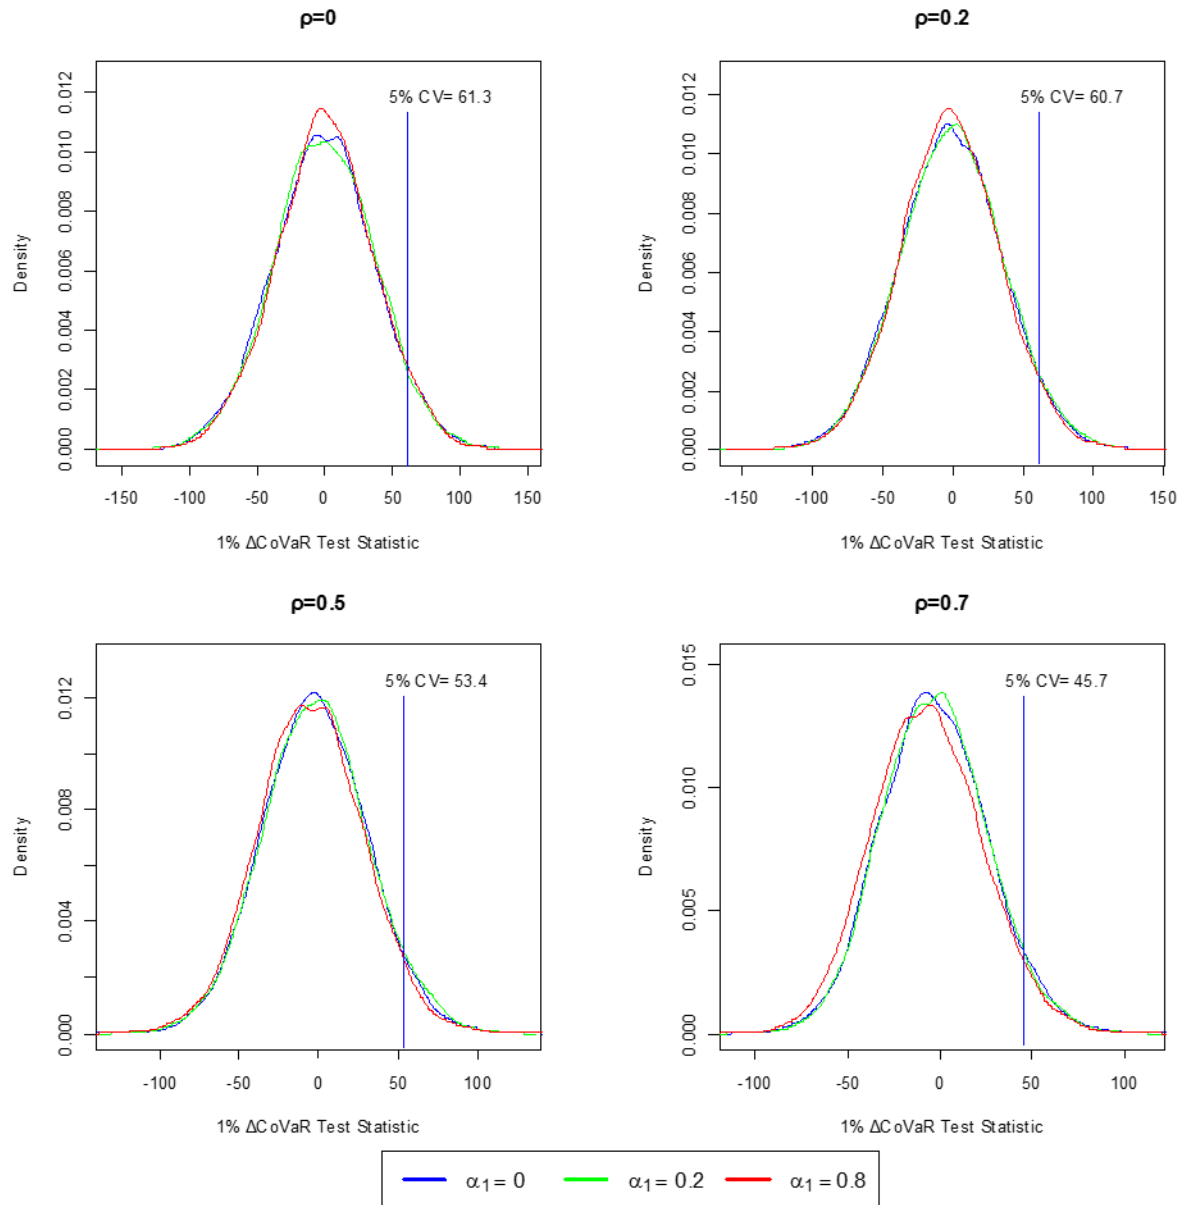 ρ=0
5% CV= 61.3
Density
0.000 0.002 0.004 0.006 0.008 0.010 0.012
-150 -100 -50 0 50 100 150
1% ΔCoVaR Test Statistic
ρ=0.2
5% CV= 60.7
Density
0.000 0.002 0.004 0.006 0.008 0.010 0.012
-150 -100 -50 0 50 100 150
1% ΔCoVaR Test Statistic
ρ=0.5
5% CV= 53.4
Density
0.000 0.004 0.008 0.012
-100 -50 0 50 100
1% ΔCoVaR Test Statistic
ρ=0.7
5% CV= 45.7
Density
0.000 0.005 0.010 0.015
-100 -50 0 50 100
1% ΔCoVaR Test Statistic
α1 = 0 α1 = 0.2 α1 = 0.8